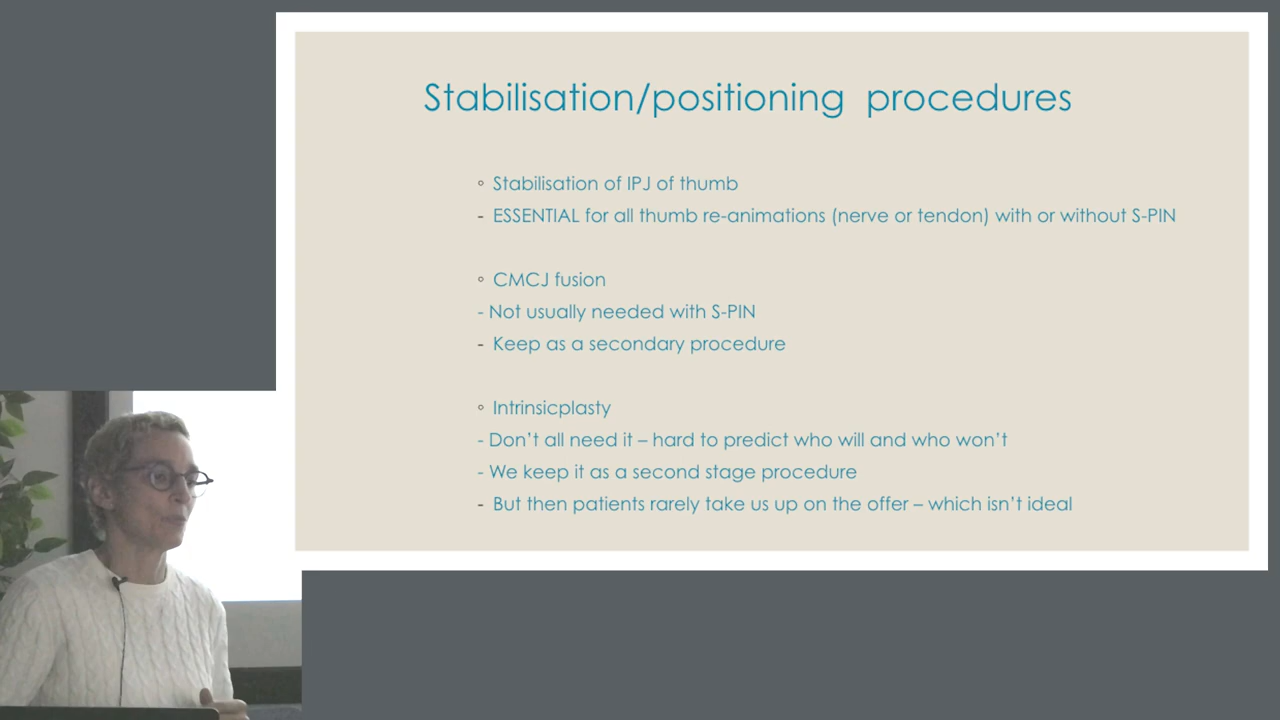 Stabilisation/positioning procedures
◦ Stabilisation of IPJ of thumb
- ESSENTIAL for all thumb re-animations (nerve or tendon) with or without S-PIN
◦ CMCJ fusion
- Not usually needed with S-PIN
- Keep as a secondary procedure
◦ Intrinsicplasty
- Don't all need it – hard to predict who will and who won't
- We keep it as a second stage procedure
- But then patients rarely take us up on the offer – which isn't ideal